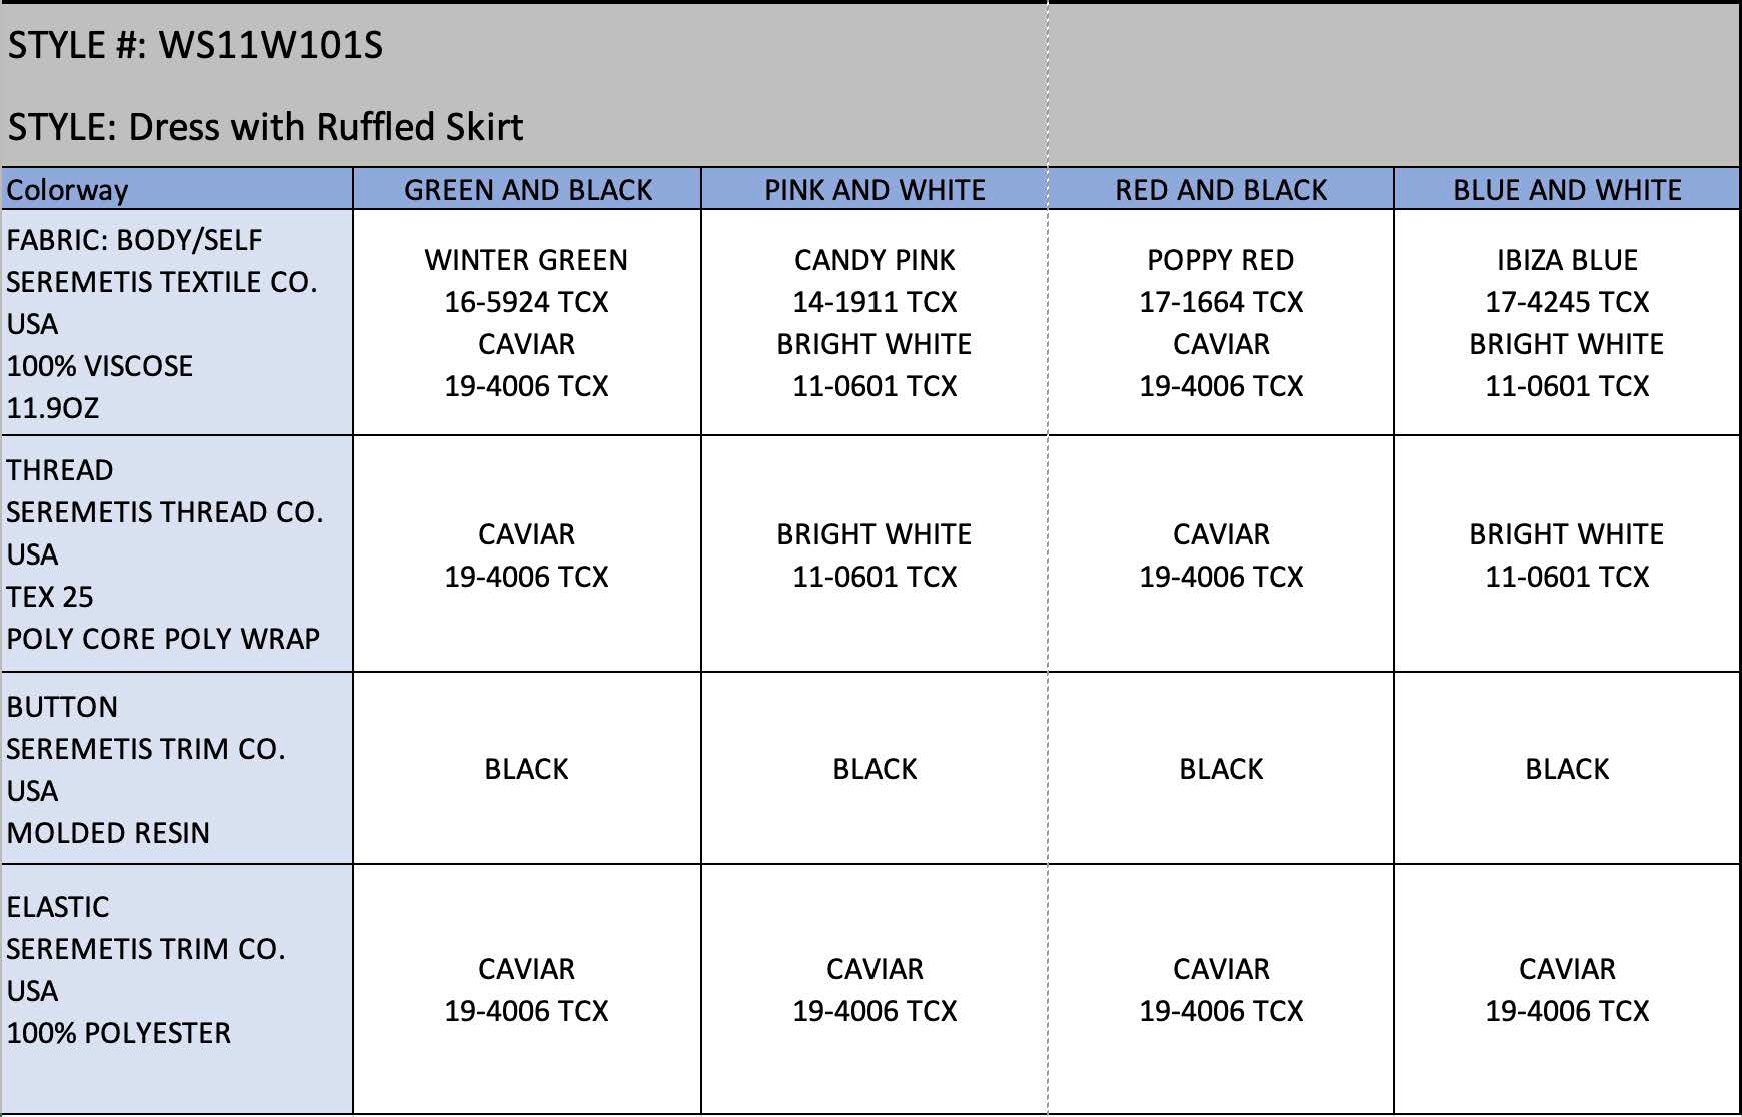 STYLE #: WS11W101S
STYLE: Dress with Ruffled Skirt
Colorway
GREEN AND BLACK
PINK AND WHITE
RED AND BLACK
BLUE AND WHITE
FABRIC: BODY/SELF
SEREMETIS TEXTILE CO.
USA
100% VISCOSE
11.9OZ
WINTER GREEN
16-5924 TCX
CAVIAR
19-4006 TCX
CANDY PINK
14-1911 TCX
BRIGHT WHITE
11-0601 TCX
POPPY RED
17-1664 TCX
CAVIAR
19-4006 TCX
IBIZA BLUE
17-4245 TCX
BRIGHT WHITE
11-0601 TCX
THREAD
SEREMETIS THREAD CO.
USA
TEX 25
POLY CORE POLY WRAP
CAVIAR
19-4006 TCX
BRIGHT WHITE
11-0601 TCX
CAVIAR
19-4006 TCX
BRIGHT WHITE
11-0601 TCX
BUTTON
SEREMETIS TRIM CO.
USA
MOLDED RESIN
BLACK
BLACK
BLACK
BLACK
ELASTIC
SEREMETIS TRIM CO.
USA
100% POLYESTER
CAVIAR
19-4006 TCX
CAVIAR
19-4006 TCX
CAVIAR
19-4006 TCX
CAVIAR
19-4006 TCX